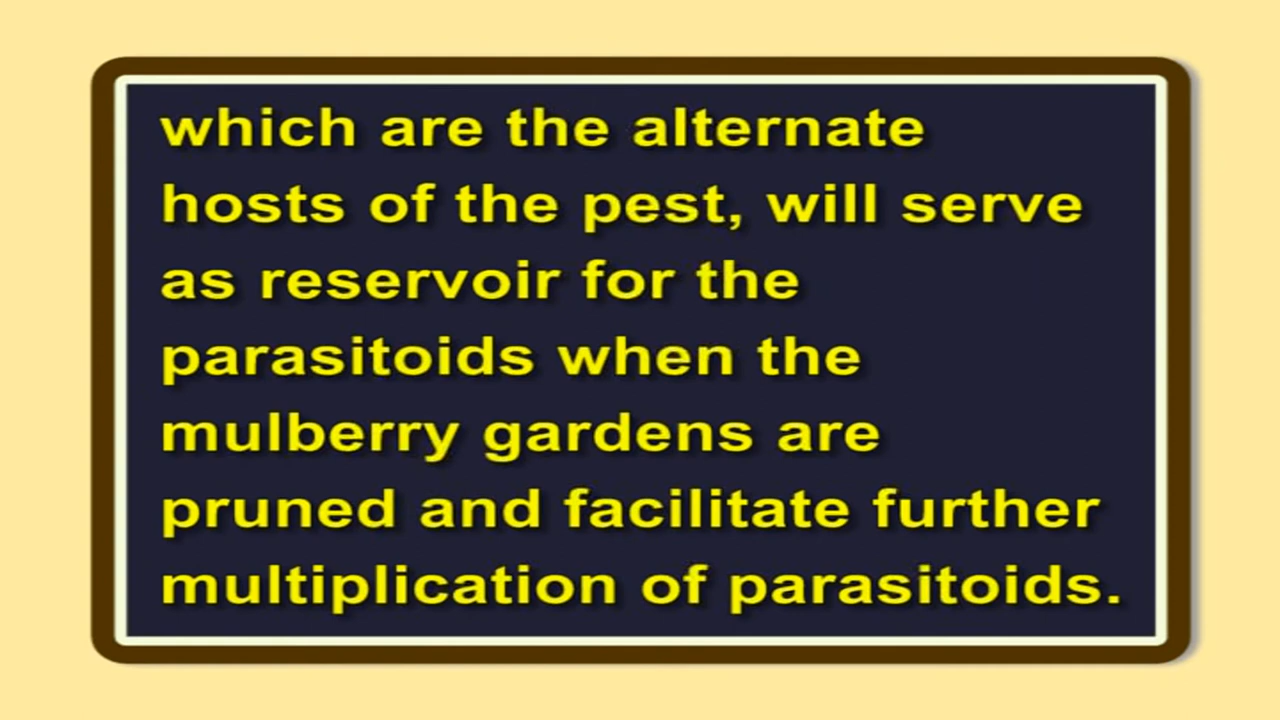 which are the alternate
hosts of the pest, will serve
as reservoir for the
parasitoids when the
mulberry gardens are
pruned and facilitate further
multiplication of parasitoids.